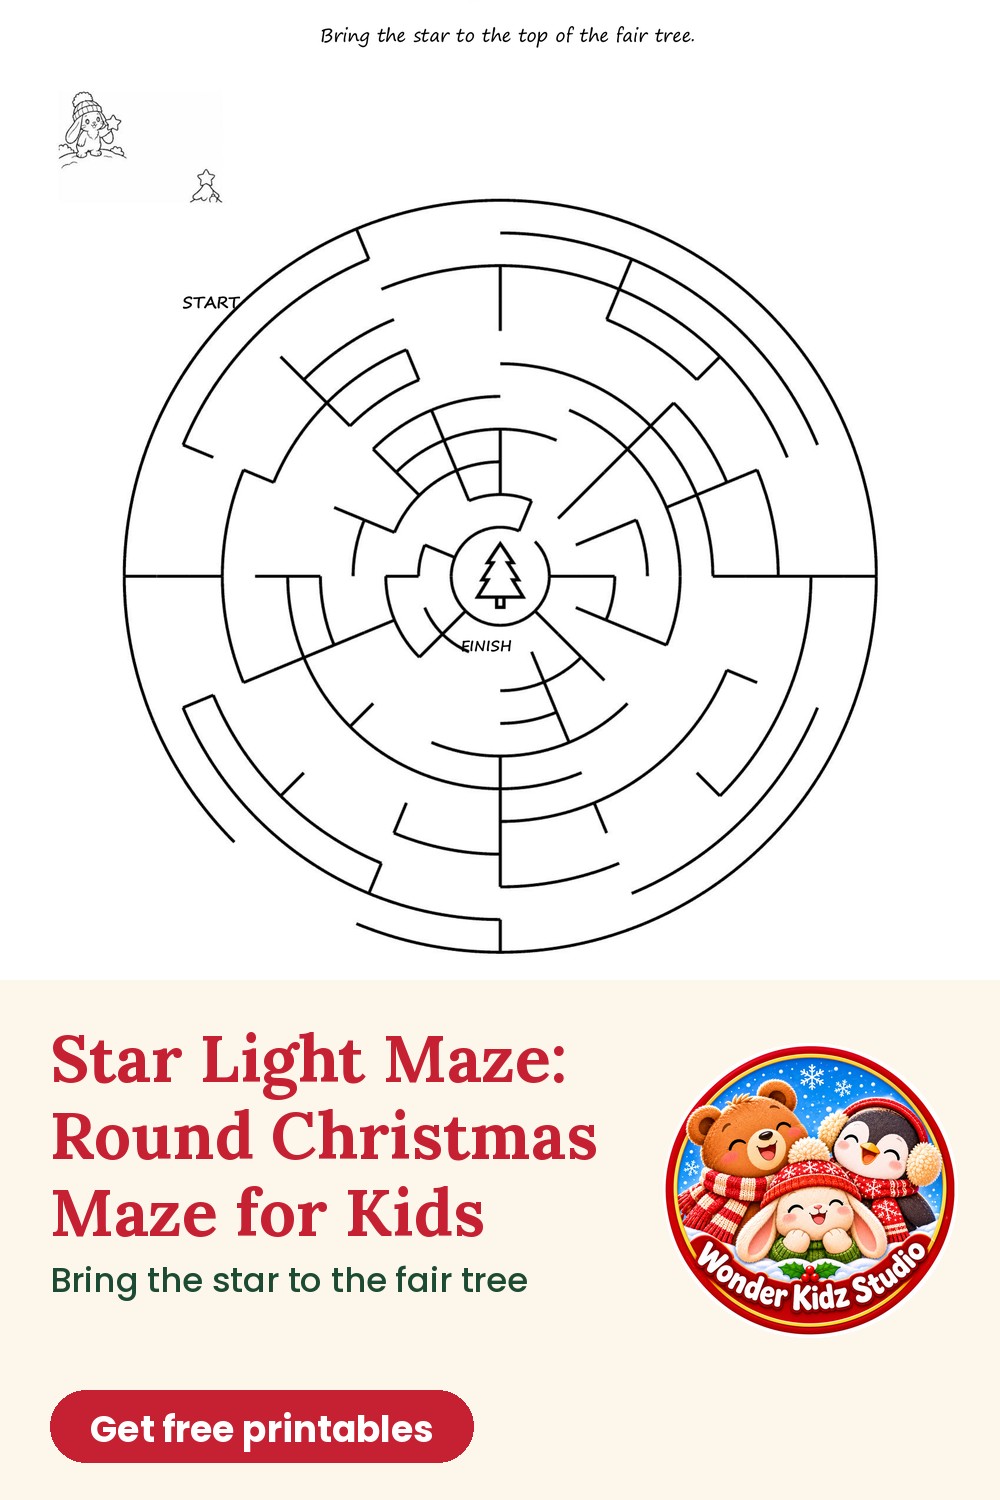 Bring the star to the top of the fair tree.
START
FINISH
Star Light Maze:
Round Christmas
Maze for Kids
Bring the star to the fair tree
Wonder Kidz Studio
Get free printables